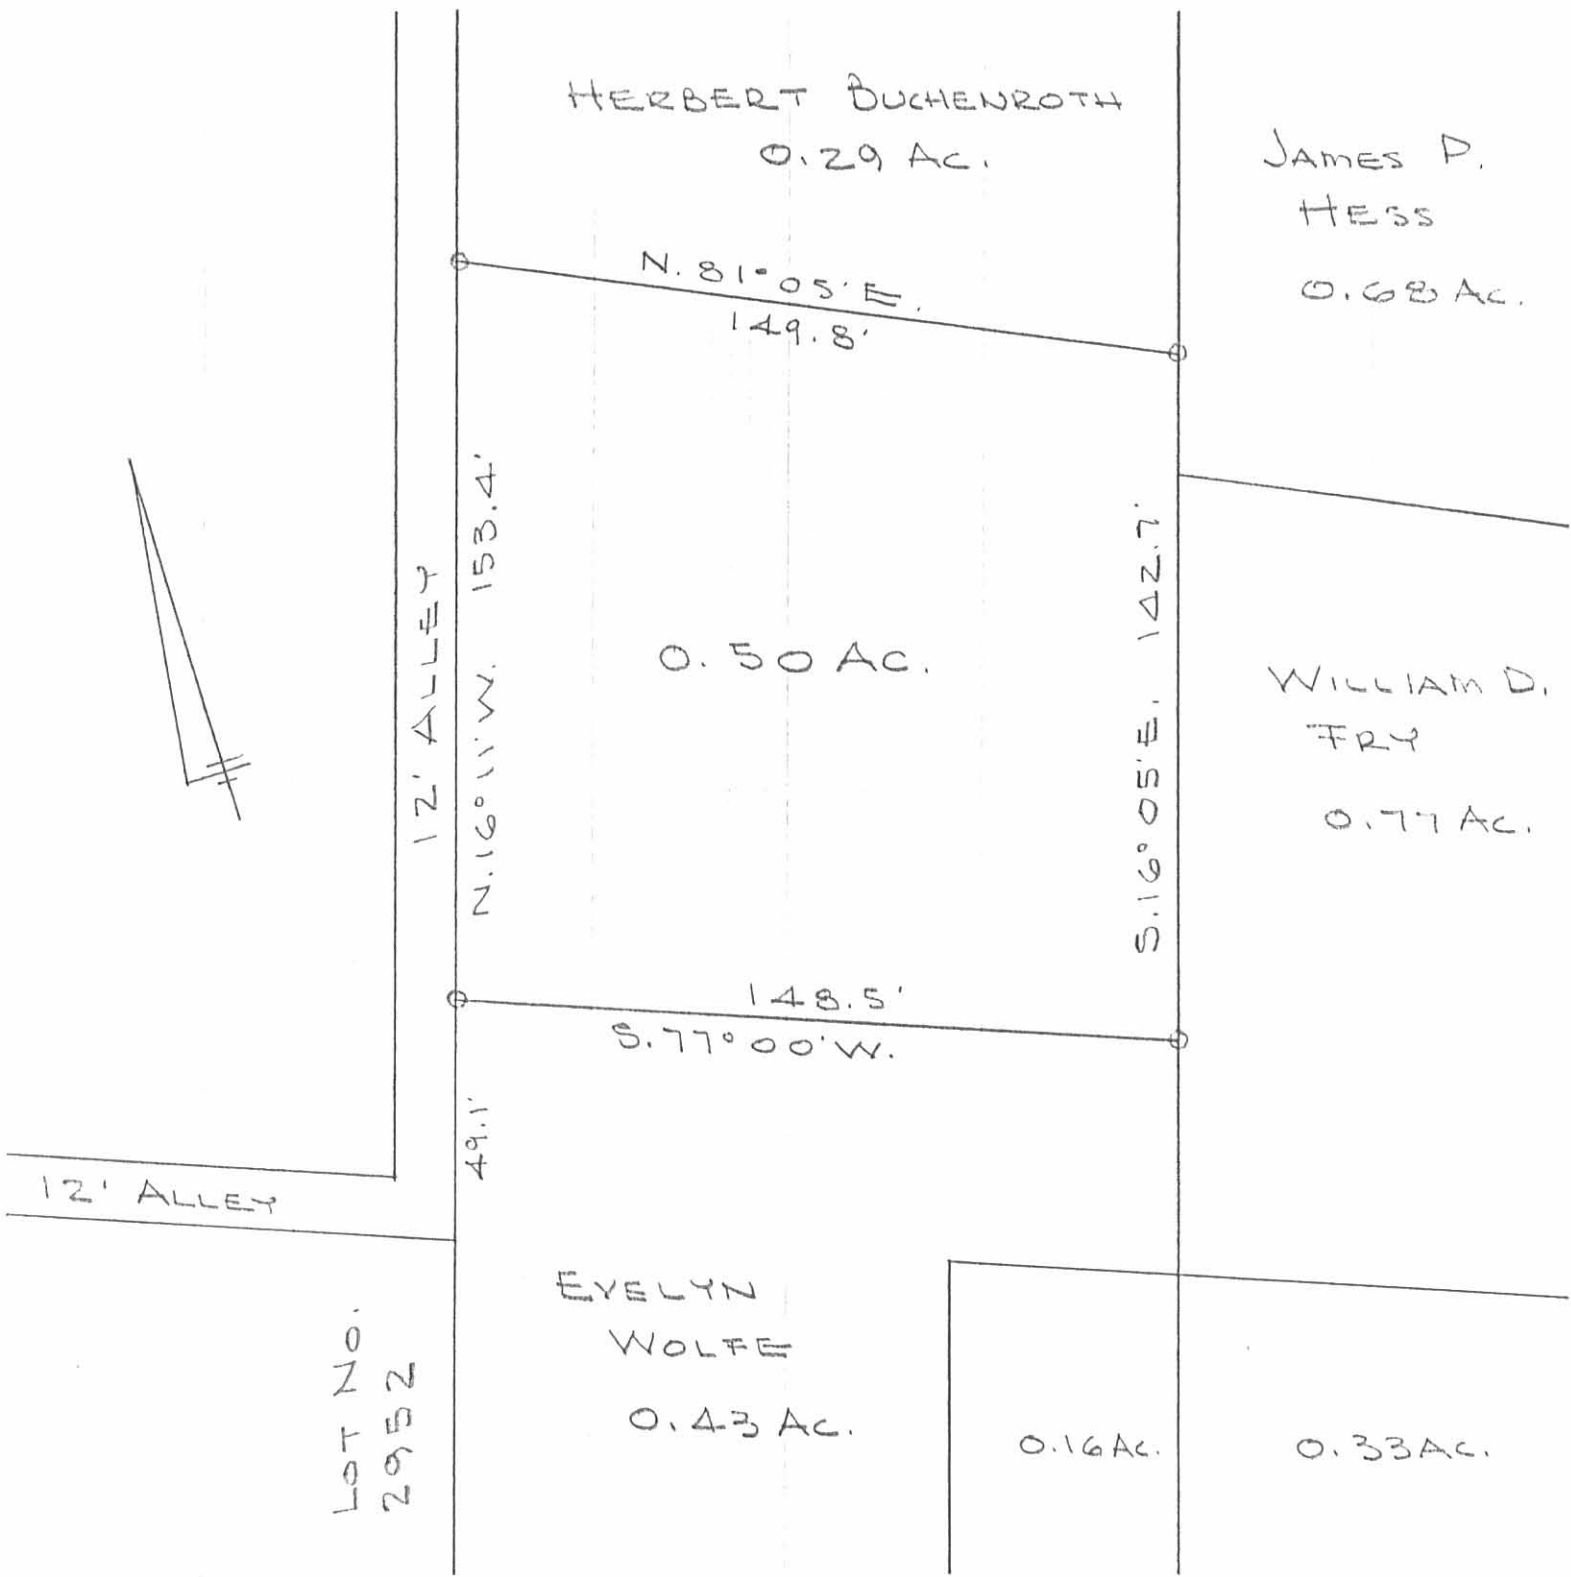 HERBERT BUCHENROTH
0.29 AC.
JAMES D.
HESS
0.68 AC.
N. 81° 05' E.
149.8'
12' ALLEY
N. 16° 11' W. 153.4'
0.50 AC.
S. 16° 05' E. 142.7'
WILLIAM D.
FRY
0.77 AC.
148.5'
S. 77° 00' W.
49.1'
12' ALLEY
LOT NO.
2952
EVELYN
WOLFE
0.43 AC.
0.16 AC.
0.33 AC.